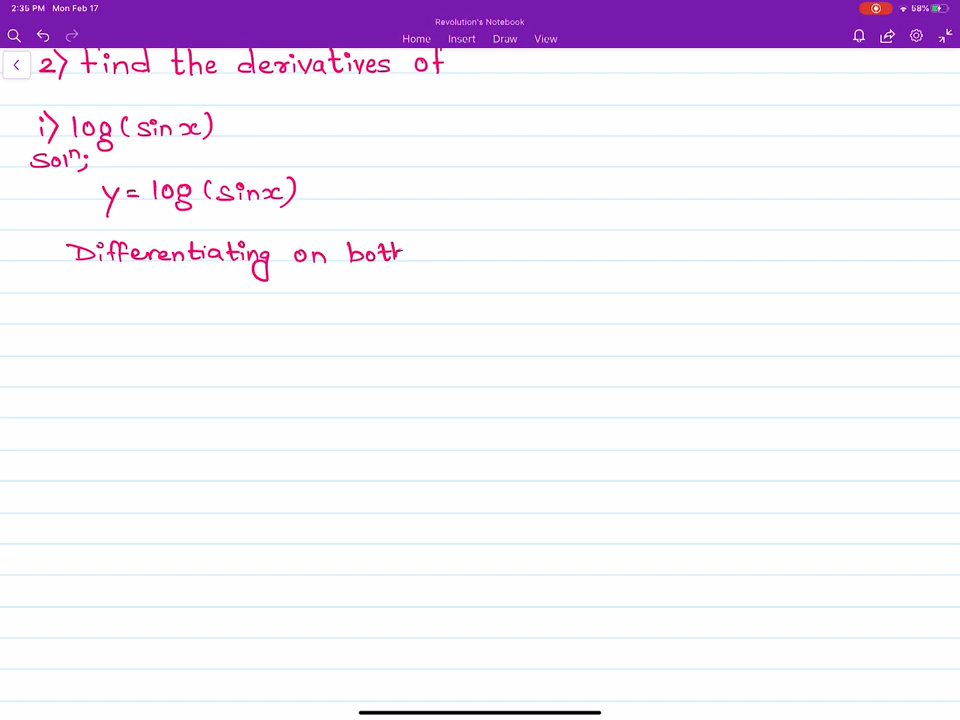 2:35 PM Mon Feb 17
58%
Revolution's Notebook
Home Insert Draw View
2) Find the derivatives of
i) log(sin x)
Solⁿ;
y = log (sinx)
Differentiating on both